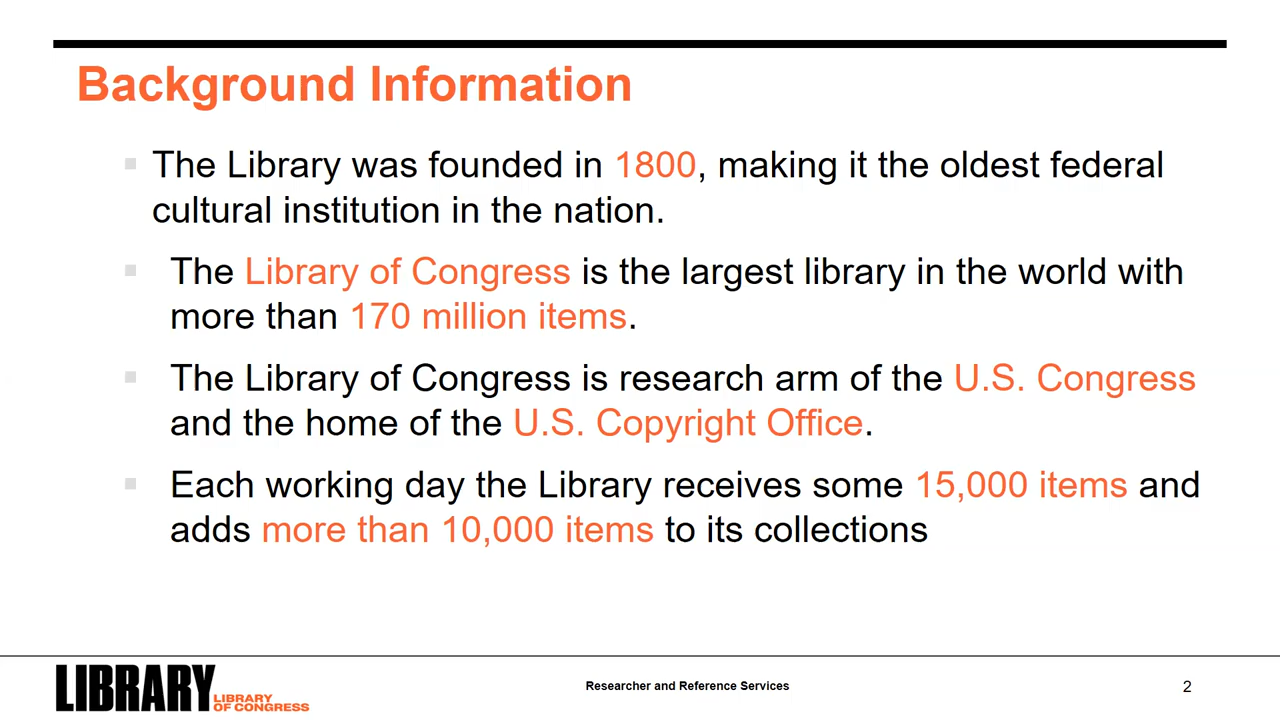 Background Information
The Library was founded in 1800, making it the oldest federal
cultural institution in the nation.
The Library of Congress is the largest library in the world with
more than 170 million items.
The Library of Congress is research arm of the U.S. Congress
and the home of the U.S. Copyright Office.
Each working day the Library receives some 15,000 items and
adds more than 10,000 items to its collections
LIBRARY
LIBRARY
OF CONGRESS
Researcher and Reference Services
2